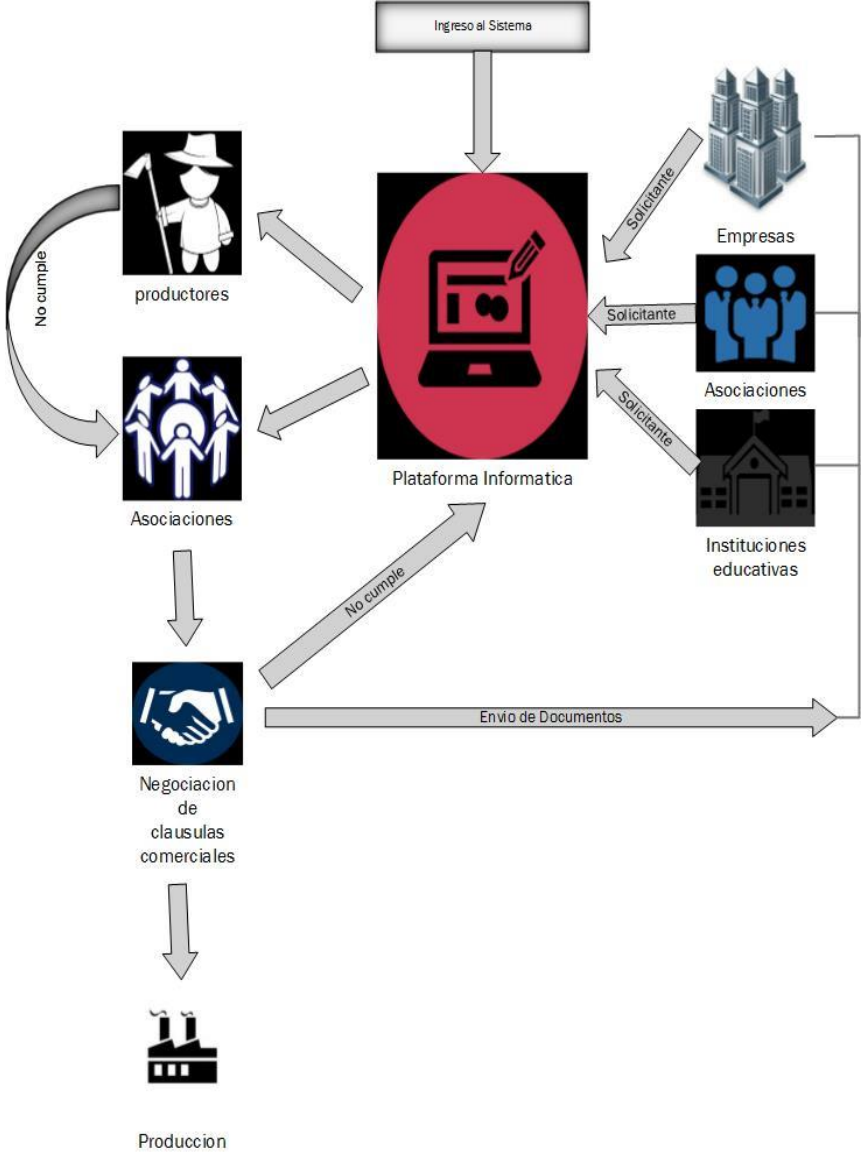 Ingreso al Sistema
Solicitante
Empresas
productores
No cumple
Solicitante
Asociaciones
Solicitante
Plataforma Informatica
Asociaciones
Instituciones
educativas
No cumple
Envio de Documentos
Negociacion
de
clausulas
comerciales
Produccion